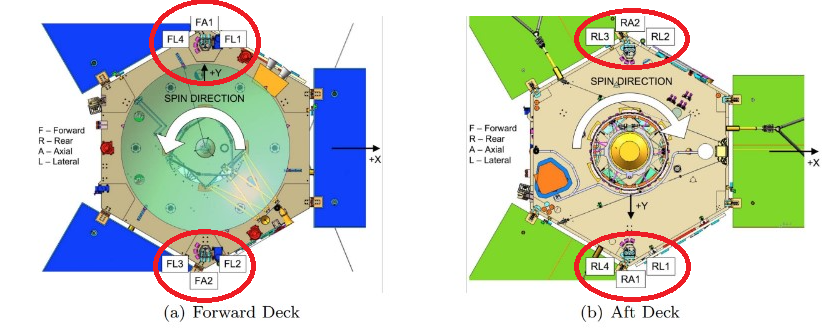 FA1
FL4 FL1
+Y
SPIN DIRECTION
F – Forward
R – Rear
A – Axial
L – Lateral
+X
FL3 FL2
FA2
(a) Forward Deck
RA2
RL3 RL2
SPIN DIRECTION
F – Forward
R – Rear
A – Axial
L – Lateral
+X
+Y
RL4 RL1
RA1
(b) Aft Deck